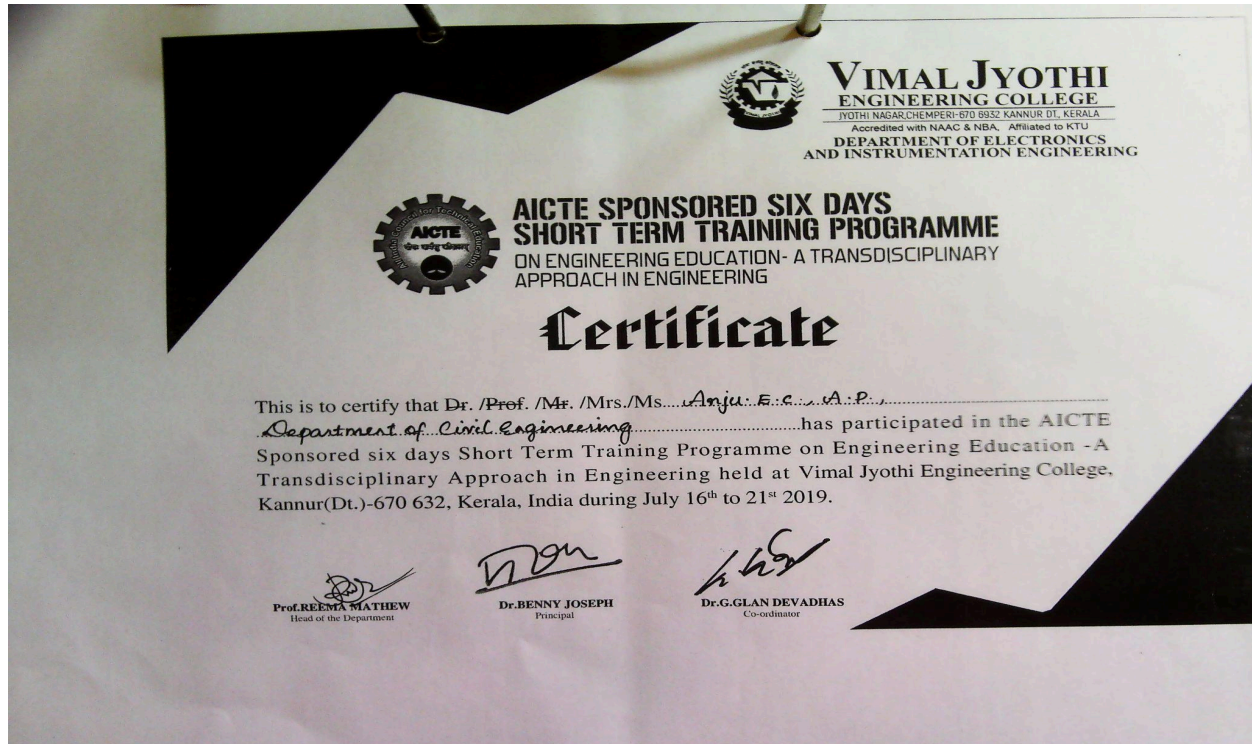 VIMAL JYOTHI
ENGINEERING COLLEGE
JYOTHI NAGAR,CHEMPERI-670 6932 KANNUR DT., KERALA
Accredited with NAAC & NBA, Affiliated to KTU
DEPARTMENT OF ELECTRONICS
AND INSTRUMENTATION ENGINEERING
AICTE
AICTE SPONSORED SIX DAYS
SHORT TERM TRAINING PROGRAMME
ON ENGINEERING EDUCATION- A TRANSDISCIPLINARY
APPROACH IN ENGINEERING
Certificate
This is to certify that Dr. /Prof. /Mr. /Mrs./Ms....Anju. E.C., A.P.,
Department of Civil Engineering has participated in the AICTE
Sponsored six days Short Term Training Programme on Engineering Education -A
Transdisciplinary Approach in Engineering held at Vimal Jyothi Engineering College,
Kannur(Dt.)-670 632, Kerala, India during July 16th to 21st 2019.
Prof.REEMA MATHEW
Head of the Department
Dr.BENNY JOSEPH
Principal
Dr.G.GLAN DEVADHAS
Co-ordinator